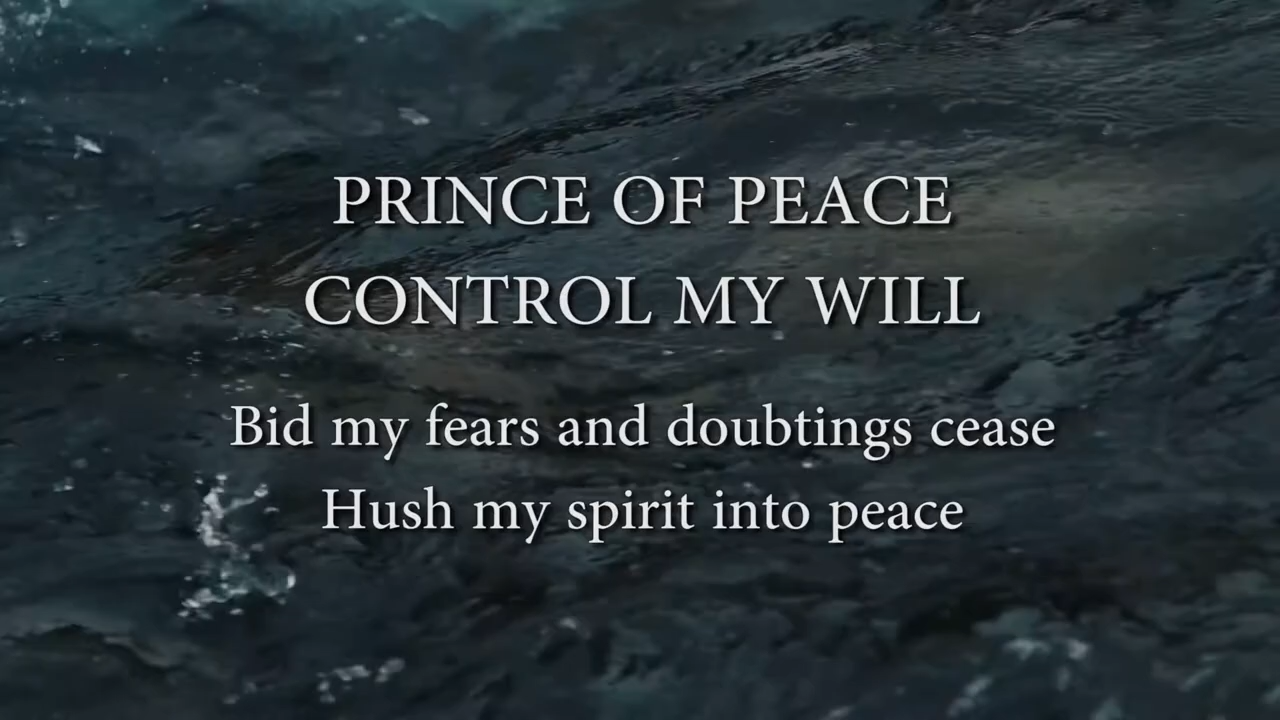 PRINCE OF PEACE
CONTROL MY WILL
Bid my fears and doubtings cease
Hush my spirit into peace